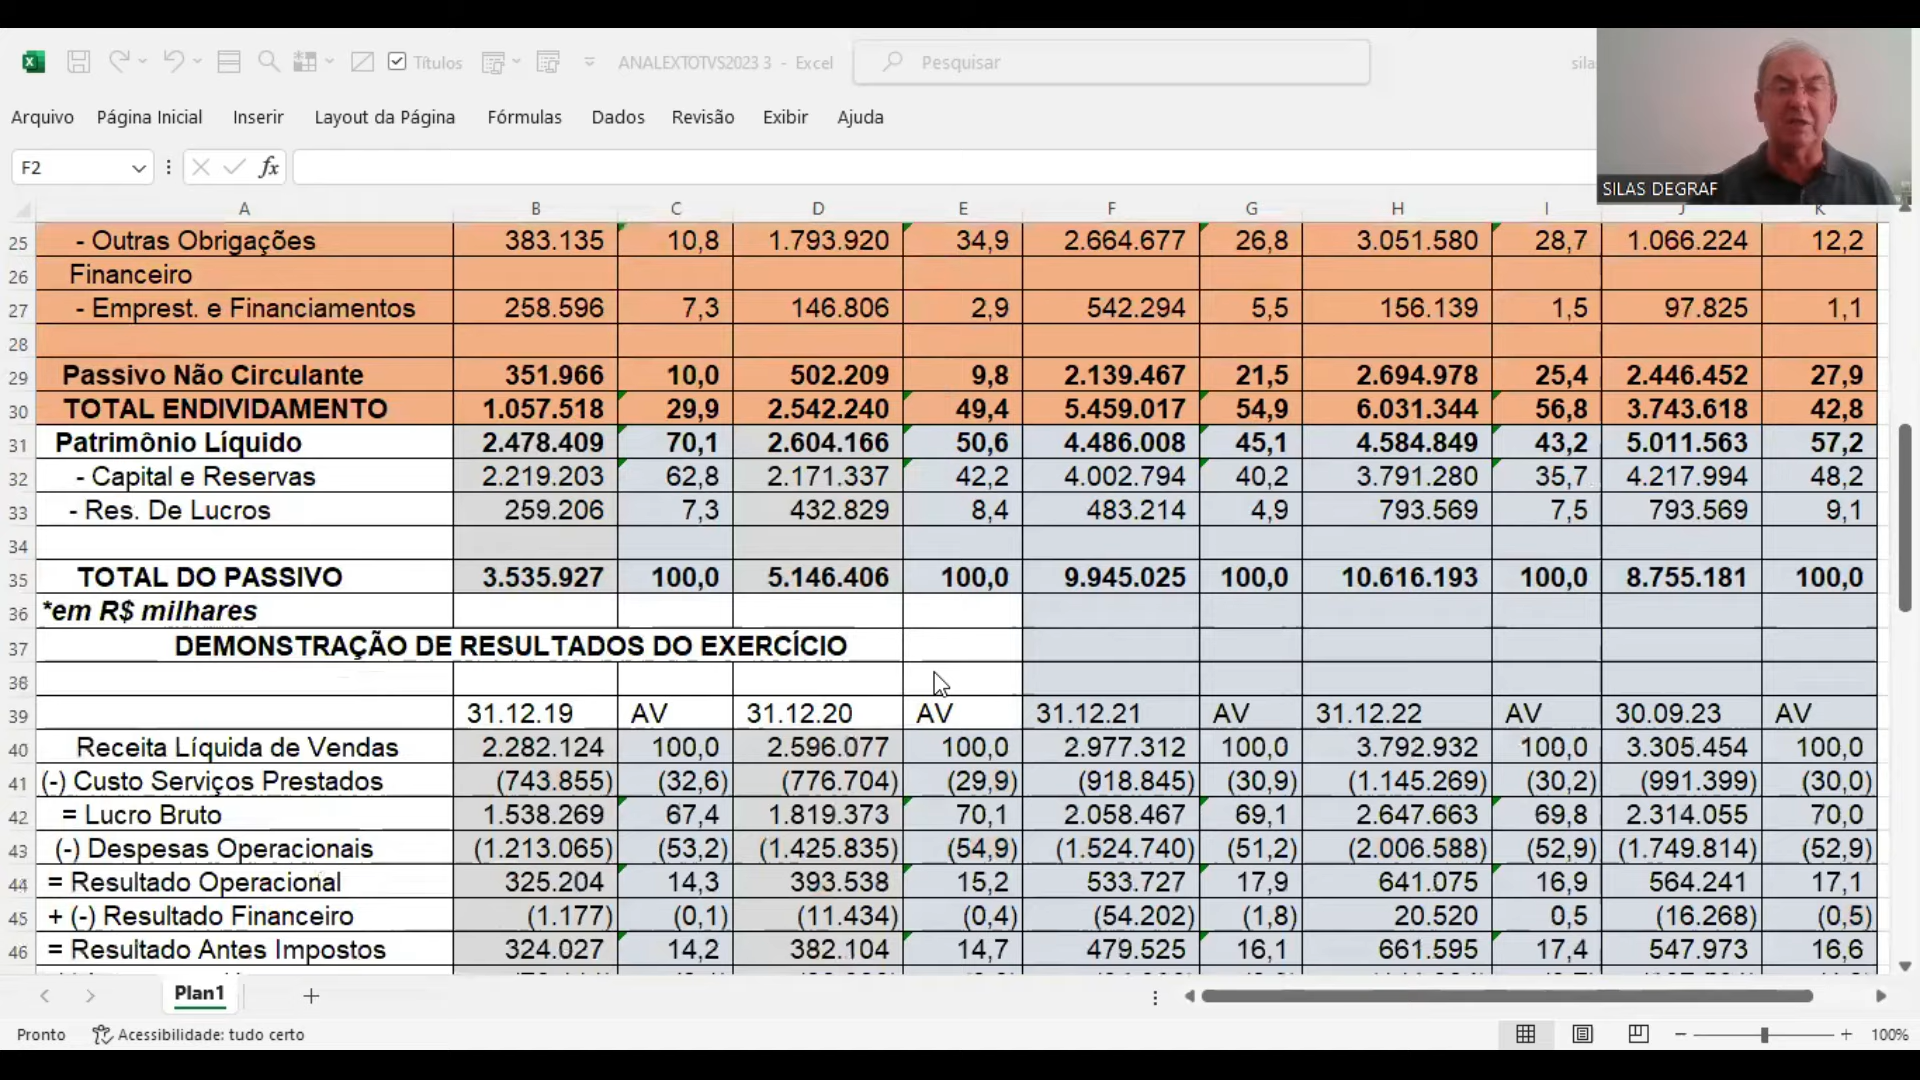 Títulos ANALEXTOTVS2023 3 - Excel Pesquisar silas
Arquivo Página Inicial Inserir Layout da Página Fórmulas Dados Revisão Exibir Ajuda
F2 fx
SILAS DEGRAF
A B C D E F G H I J K
25 - Outras Obrigações 383.135 10,8 1.793.920 34,9 2.664.677 26,8 3.051.580 28,7 1.066.224 12,2
26 Financeiro
27 - Emprest. e Financiamentos 258.596 7,3 146.806 2,9 542.294 5,5 156.139 1,5 97.825 1,1
28
29 Passivo Não Circulante 351.966 10,0 502.209 9,8 2.139.467 21,5 2.694.978 25,4 2.446.452 27,9
30 TOTAL ENDIVIDAMENTO 1.057.518 29,9 2.542.240 49,4 5.459.017 54,9 6.031.344 56,8 3.743.618 42,8
31 Patrimônio Líquido 2.478.409 70,1 2.604.166 50,6 4.486.008 45,1 4.584.849 43,2 5.011.563 57,2
32 - Capital e Reservas 2.219.203 62,8 2.171.337 42,2 4.002.794 40,2 3.791.280 35,7 4.217.994 48,2
33 - Res. De Lucros 259.206 7,3 432.829 8,4 483.214 4,9 793.569 7,5 793.569 9,1
34
35 TOTAL DO PASSIVO 3.535.927 100,0 5.146.406 100,0 9.945.025 100,0 10.616.193 100,0 8.755.181 100,0
36 *em R$ milhares
37 DEMONSTRAÇÃO DE RESULTADOS DO EXERCÍCIO
38
39 31.12.19 AV 31.12.20 AV 31.12.21 AV 31.12.22 AV 30.09.23 AV
40 Receita Líquida de Vendas 2.282.124 100,0 2.596.077 100,0 2.977.312 100,0 3.792.932 100,0 3.305.454 100,0
41 (-) Custo Serviços Prestados (743.855) (32,6) (776.704) (29,9) (918.845) (30,9) (1.145.269) (30,2) (991.399) (30,0)
42 = Lucro Bruto 1.538.269 67,4 1.819.373 70,1 2.058.467 69,1 2.647.663 69,8 2.314.055 70,0
43 (-) Despesas Operacionais (1.213.065) (53,2) (1.425.835) (54,9) (1.524.740) (51,2) (2.006.588) (52,9) (1.749.814) (52,9)
44 = Resultado Operacional 325.204 14,3 393.538 15,2 533.727 17,9 641.075 16,9 564.241 17,1
45 + (-) Resultado Financeiro (1.177) (0,1) (11.434) (0,4) (54.202) (1,8) 20.520 0,5 (16.268) (0,5)
46 = Resultado Antes Impostos 324.027 14,2 382.104 14,7 479.525 16,1 661.595 17,4 547.973 16,6
Plan1
Pronto Acessibilidade: tudo certo 100%